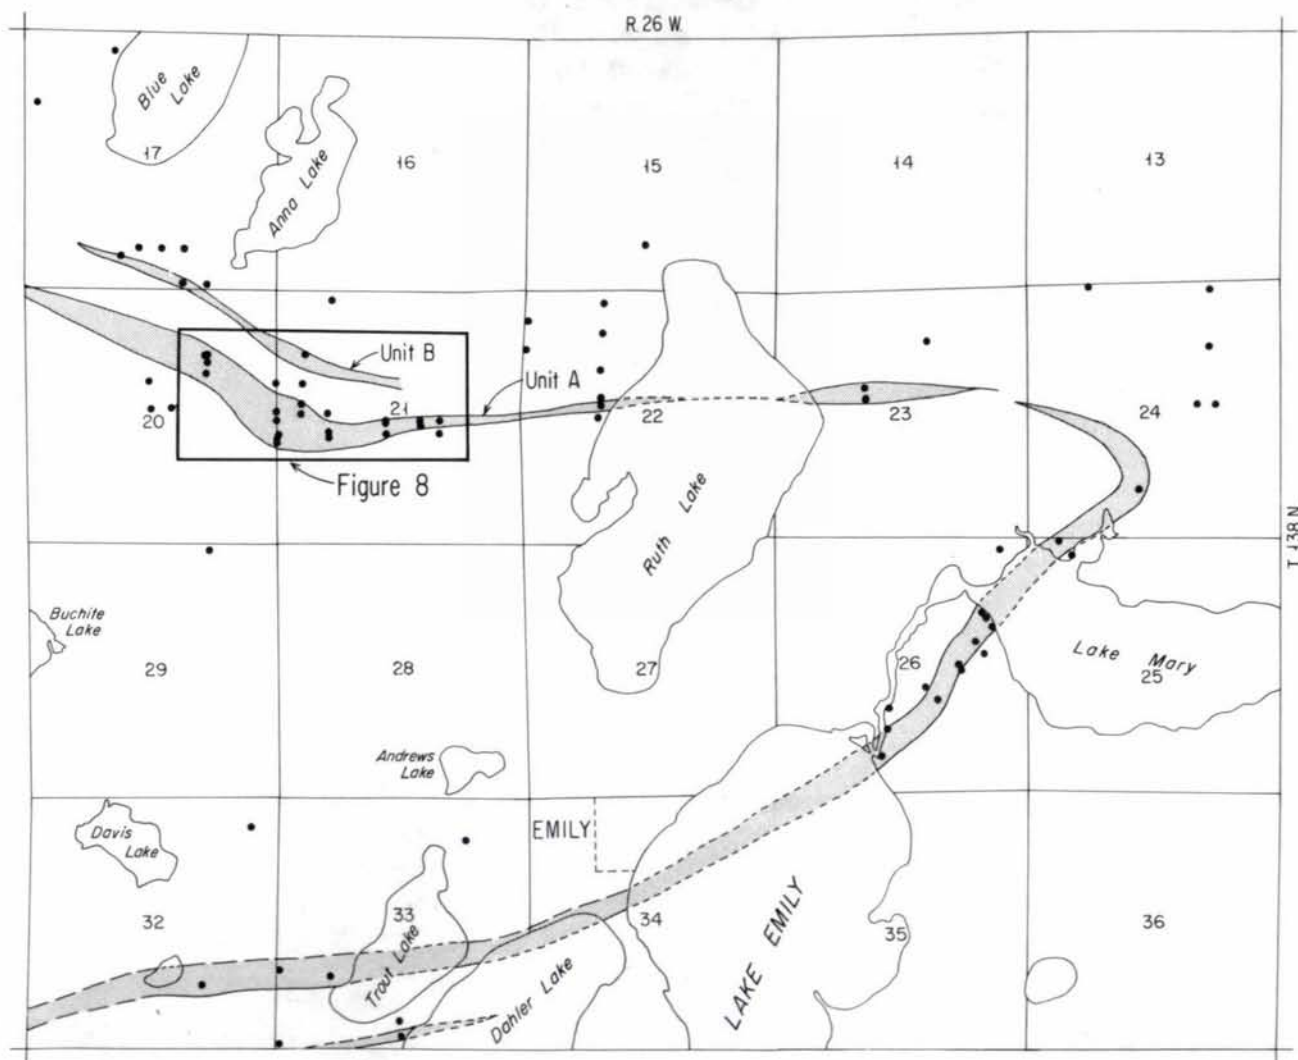 R. 26 W.
Blue
Lake
17
16
15
14
13
Anna Lake
Unit B
Unit A
20
21
22
23
24
Figure 8
Ruth Lake
T. 138 N.
Buchite
Lake
29
28
27
26
Lake Mary
25
Andrews
Lake
Davis
Lake
EMILY
32
33
34
35
36
Trout Lake
Dahler Lake
LAKE EMILY